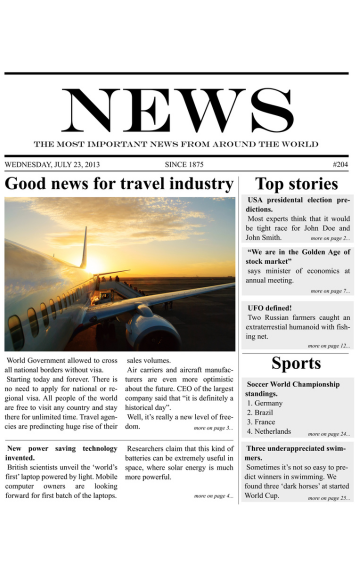 NEWS
THE MOST IMPORTANT NEWS FROM AROUND THE WORLD
WEDNESDAY, JULY 23, 2013 SINCE 1875 #204
Good news for travel industry
World Government allowed to cross
all national borders without visa.
Starting today and forever. There is
no need to apply for national or re-
gional visa. All people of the world
are free to visit any country and stay
there for unlimited time. Travel agen-
cies are predicting huge rise of their
sales volumes.
Air carriers and aircraft manufac-
turers are even more optimistic
about the future. CEO of the largest
company said that “it is definitely a
historical day”.
Well, it’s really a new level of free-
dom.
more on page 3...
New power saving technology
invented.
British scientists unveil the ‘world’s
first’ laptop powered by light. Mobile
computer owners are looking
forward for first batch of the laptops.
Researchers claim that this kind of
batteries can be extremely useful in
space, where solar energy is much
more powerful.
more on page 4...
Top stories
USA presidental election pre-
dictions.
Most experts think that it would
be tight race for John Doe and
John Smith.
more on page 2...
“We are in the Golden Age of
stock market”
says minister of economics at
annual meeting.
more on page 7...
UFO defined!
Two Russian farmers caught an
extraterrestrial humanoid with fish-
ing net.
more on page 12...
Sports
Soccer World Championship
standings.
1. Germany
2. Brazil
3. France
4. Netherlands
more on page 24...
Three underappreciated swim-
mers.
Sometimes it’s not so easy to pre-
dict winners in swimming. We
found three ‘dark horses’ at started
World Cup.
more on page 25...